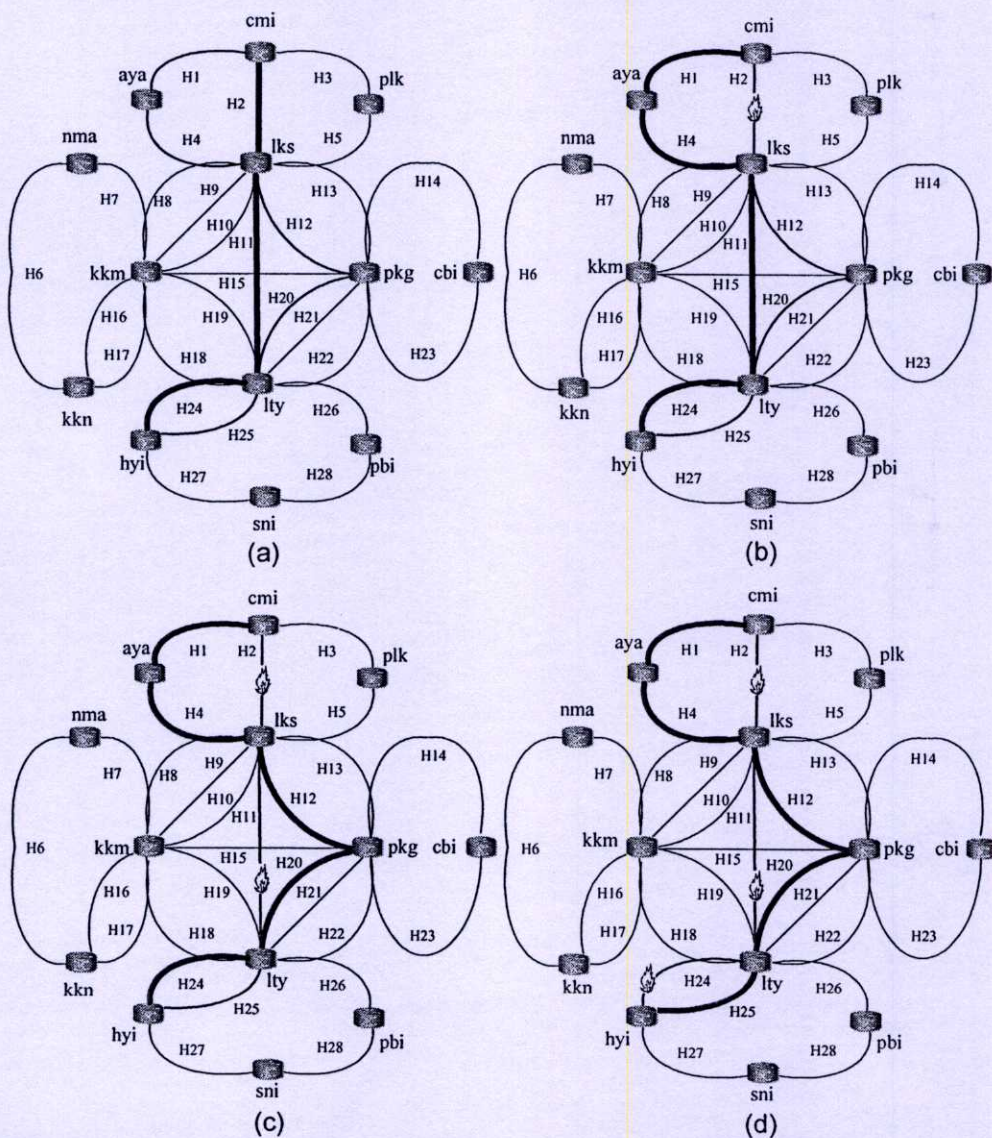 cmi
aya
H1
H2
H3
plk
nma
H4
H5
lks
H7
H8
H9
H13
H14
H10
H11
H12
H6
kkm
pkg
cbi
H15
H16
H19
H20
H21
H17
H18
H22
H23
kkn
H24
lty
H26
hyi
H25
pbi
H27
H28
sni
(a)
cmi
aya
H1
H2
H3
plk
nma
H4
H5
lks
H7
H8
H9
H13
H14
H10
H11
H12
H6
kkm
pkg
cbi
H15
H16
H19
H20
H21
H17
H18
H22
H23
kkn
H24
lty
H26
hyi
H25
pbi
H27
H28
sni
(b)
cmi
aya
H1
H2
H3
plk
nma
H4
H5
lks
H7
H8
H9
H13
H14
H10
H11
H12
H6
kkm
pkg
cbi
H15
H20
H16
H19
H21
H17
H18
H22
H23
kkn
H24
lty
H26
hyi
H25
pbi
H27
H28
sni
(c)
cmi
aya
H1
H2
H3
plk
nma
H4
H5
lks
H7
H8
H9
H13
H14
H10
H11
H12
H6
kkm
pkg
cbi
H15
H20
H16
H19
H21
H17
H18
H22
H23
kkn
H24
lty
H26
hyi
H25
pbi
H27
H28
sni
(d)